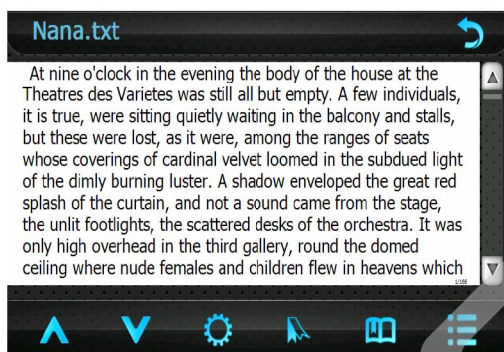 Nana.txt
At nine o'clock in the evening the body of the house at the
Theatres des Varietes was still all but empty. A few individuals,
it is true, were sitting quietly waiting in the balcony and stalls,
but these were lost, as it were, among the ranges of seats
whose coverings of cardinal velvet loomed in the subdued light
of the dimly burning luster. A shadow enveloped the great red
splash of the curtain, and not a sound came from the stage,
the unlit footlights, the scattered desks of the orchestra. It was
only high overhead in the third gallery, round the domed
ceiling where nude females and children flew in heavens which
1/166